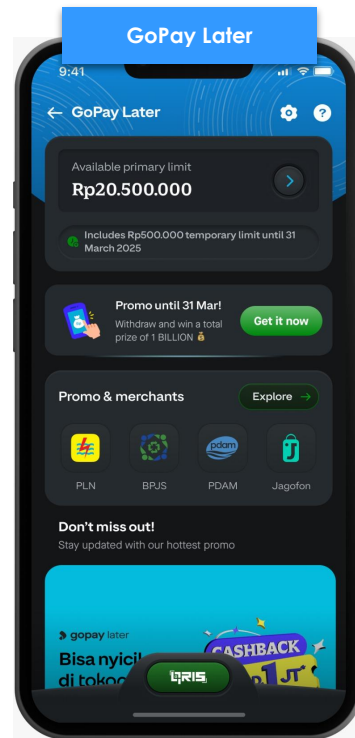 GoPay Later
9:41
GoPay Later
?
Available primary limit
Rp20.500.000
Includes Rp500.000 temporary limit until 31
March 2025
Promo until 31 Mar!
Withdraw and win a total
prize of 1 BILLION
Get it now
Promo & merchants
Explore →
pdam
PLN
BPJS
PDAM
Jagofon
Don't miss out!
Stay updated with our hottest promo
gopay later
Bisa nyicil
CASHBACK
QRIS